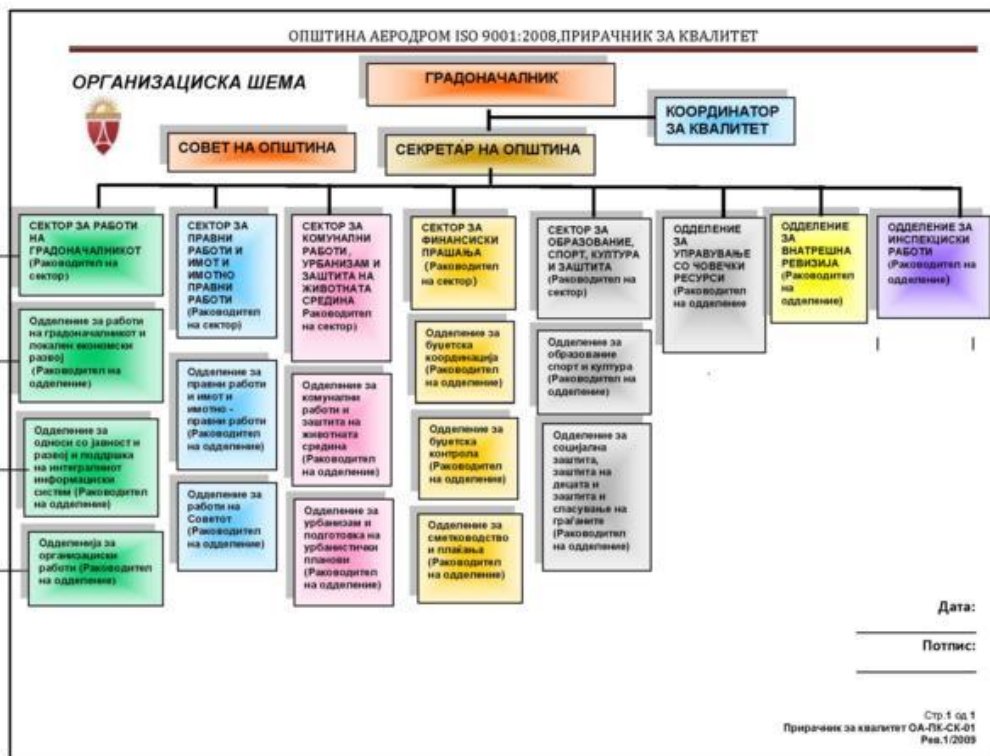 ОПШТИНА АЕРОДРОМ ISO 9001:2008,ПРИРАЧНИК ЗА КВАЛИТЕТ
ОРГАНИЗАЦИСКА ШЕМА
ГРАДОНАЧАЛНИК
КООРДИНАТОР
ЗА КВАЛИТЕТ
СОВЕТ НА ОПШТИНА
СЕКРЕТАР НА ОПШТИНА
СЕКТОР ЗА РАБОТИ
НА
ГРАДОНАЧАЛНИКОТ
(Раководител на
сектор)
Одделение за работи
на градоначалникот и
локален економски
развој
(Раководител на
одделение)
Одделение за
односи со јавност и
развој и поддршка
на интегралниот
информациски
систем (Раководител
на одделение)
Одделенија за
организациски
работи (Раководител
на одделение)
СЕКТОР ЗА
ПРАВНИ
РАБОТИ И
ИМОТ И
ИМОТНО
ПРАВНИ
РАБОТИ
(Раководител
на сектор)
Одделение за
правни работи
и имот и
имотно -
правни работи
(Раководител
на одделение)
Одделение за
работи на
Советот
(Раководител
на одделение)
СЕКТОР ЗА
КОМУНАЛНИ
РАБОТИ,
УРБАНИЗАМ И
ЗАШТИТА НА
ЖИВОТНАТА
СРЕДИНА
Раководител
на сектор)
Одделение за
комунални
работи и
заштита на
животната
средина
(Раководител
на одделение)
Одделение за
урбанизам и
подготовка на
урбанистички
планови
(Раководител
на одделение)
СЕКТОР ЗА
ФИНАНСИСКИ
ПРАШАЊА
(Раководител
на сектор)
Одделение за
буџетска
координација
(Раководител
на одделение)
Одделение за
буџетска
контрола
(Раководител
на одделение)
Одделение за
сметководство
и плаќања
(Раководител
на одделение)
СЕКТОР ЗА
ОБРАЗОВАНИЕ,
СПОРТ, КУЛТУРА
И ЗАШТИТА
(Раководител на
сектор)
Одделение за
образование
спорт и култура
(Раководител на
одделение)
Одделение за
социјална
заштита,
заштита на
децата и
заштита и
спасување на
граѓаните
(Раководител
на одделение)
ОДДЕЛЕНИЕ
ЗА
УПРАВУВАЊЕ
СО ЧОВЕЧКИ
РЕСУРСИ
(Раководител
на одделение
ОДДЕЛЕНИЕ
ЗА
ВНАТРЕШНА
РЕВИЗИЈА
(Раководител
на
одделение)
ОДДЕЛЕНИЕ ЗА
ИНСПЕКЦИСКИ
РАБОТИ
(Раководител на
одделение)
Дата:
Потпис:
Стр.1 од 1
Прирачник за квалитет ОА-ПК-СК-01
Рев.1/2009